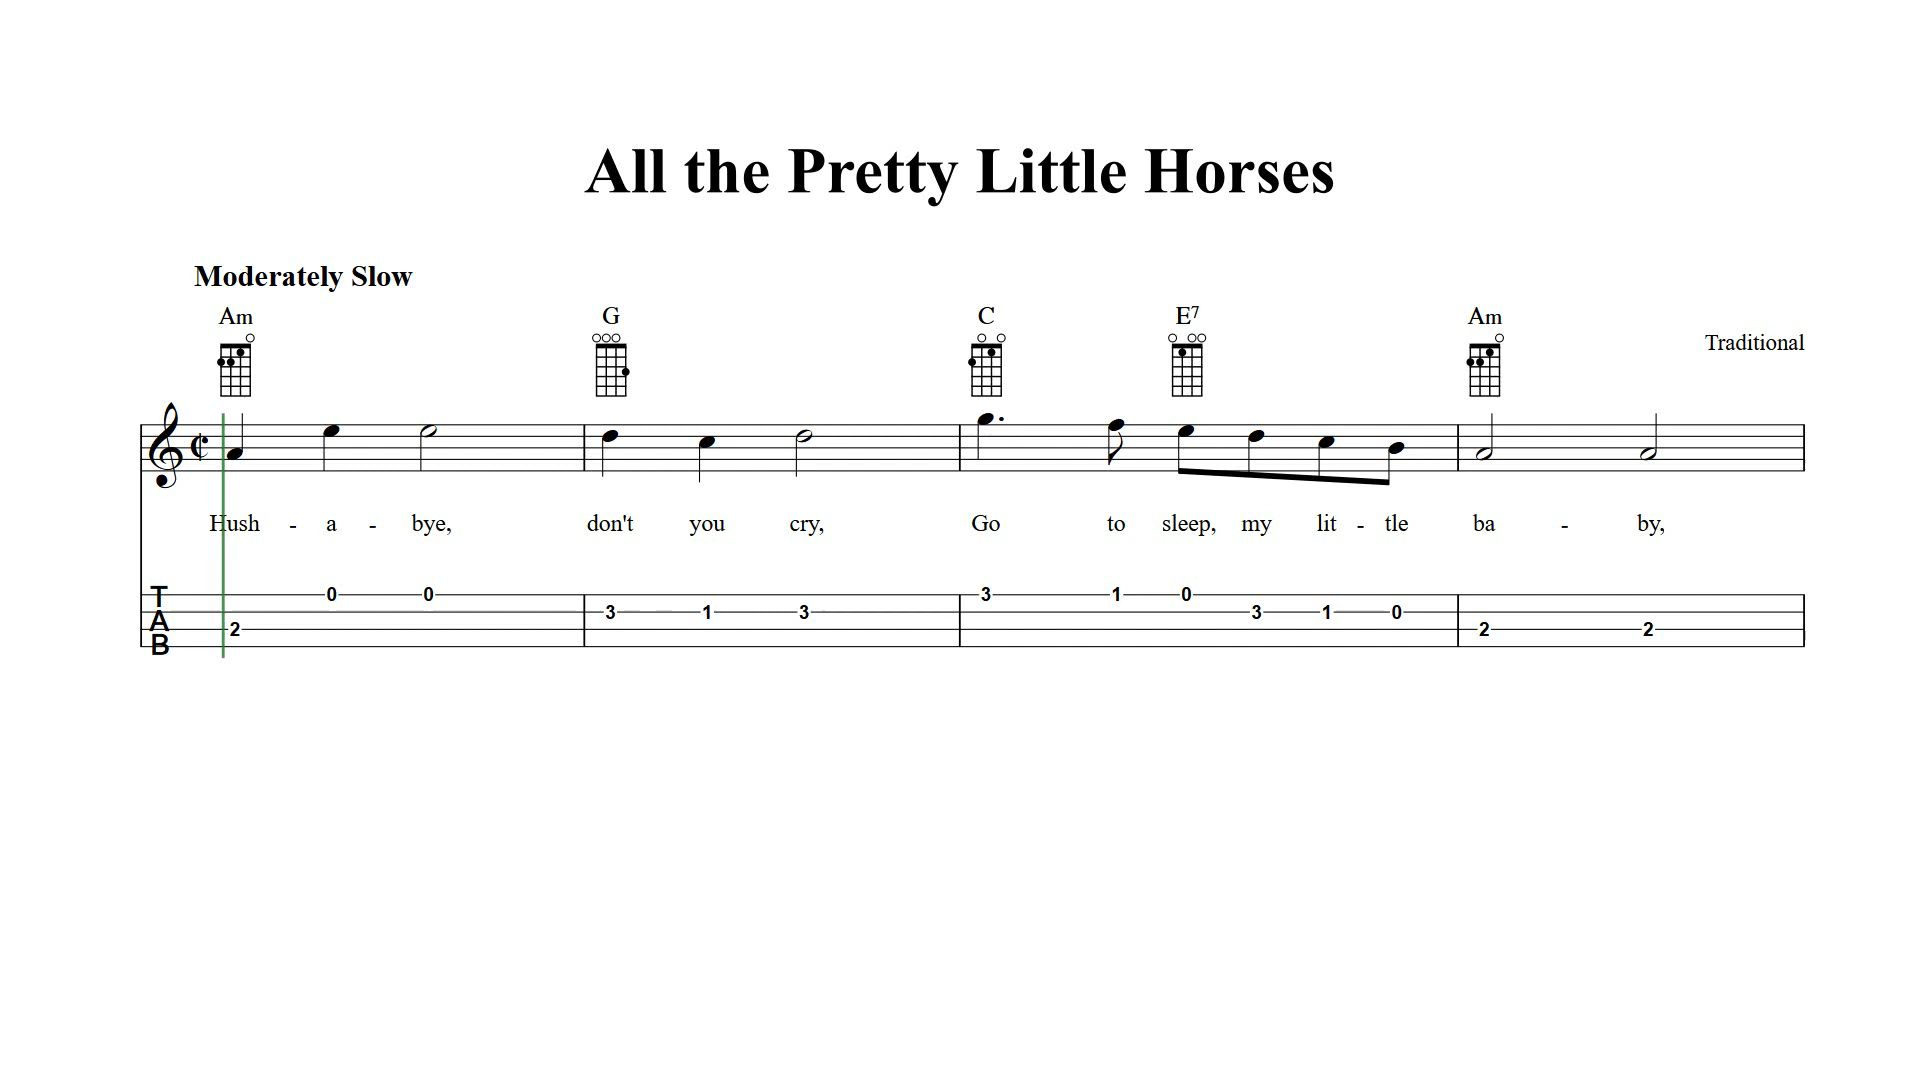 All the Pretty Little Horses
Moderately Slow
Am G C E7 Am
Traditional
Hush - a - bye, don't you cry, Go to sleep, my lit - tle ba - by,
T 0 0 3 1 0
A 3 1 3 3 1 0
2 2 2
B